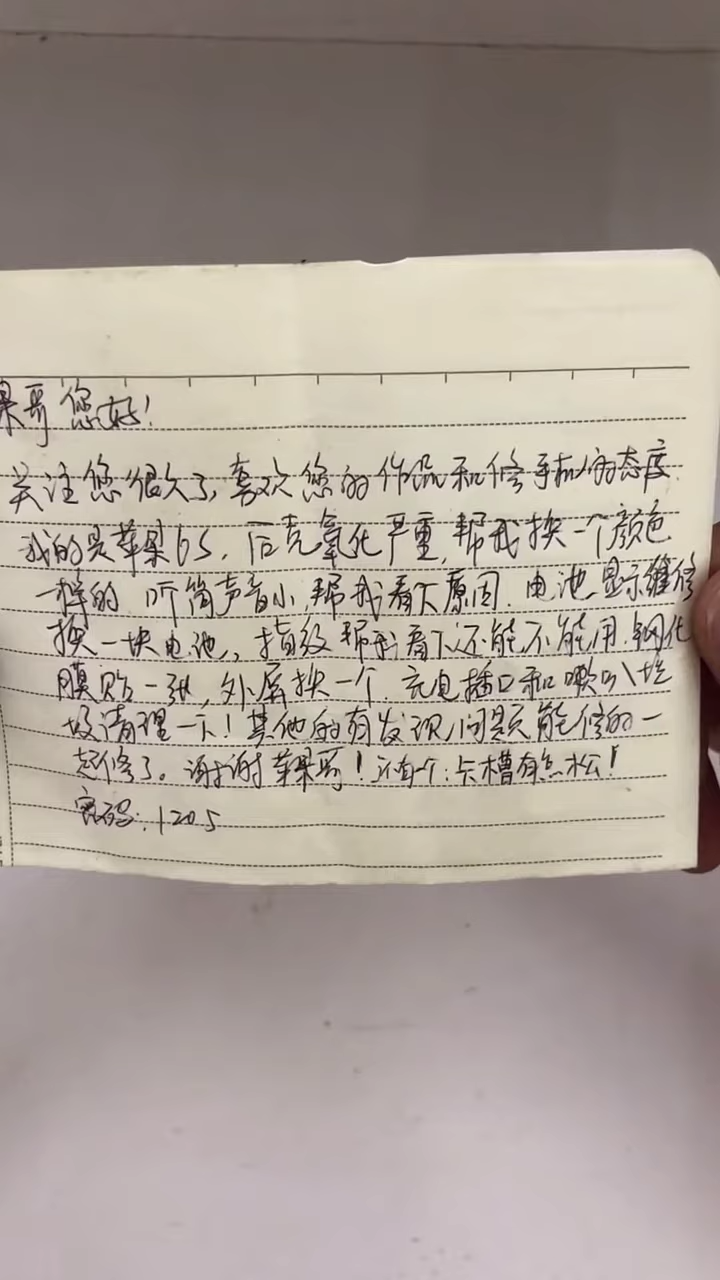 果哥您好!
关注您很久了,喜欢您的作品和修手机的态度.
我的是苹果6S,后壳氧化严重,帮我换一个颜色
一样的 听筒声音小,帮我看下原因.电池显示维修
换一块电池,指纹帮我看下还能不能用.钢化
膜贴一张,外屏换一个.充电插口和喇叭垃
圾清理一下!其他的有发现问题能修的一
起修了。谢谢苹果哥!还有个:卡槽有点松!
密码:1205